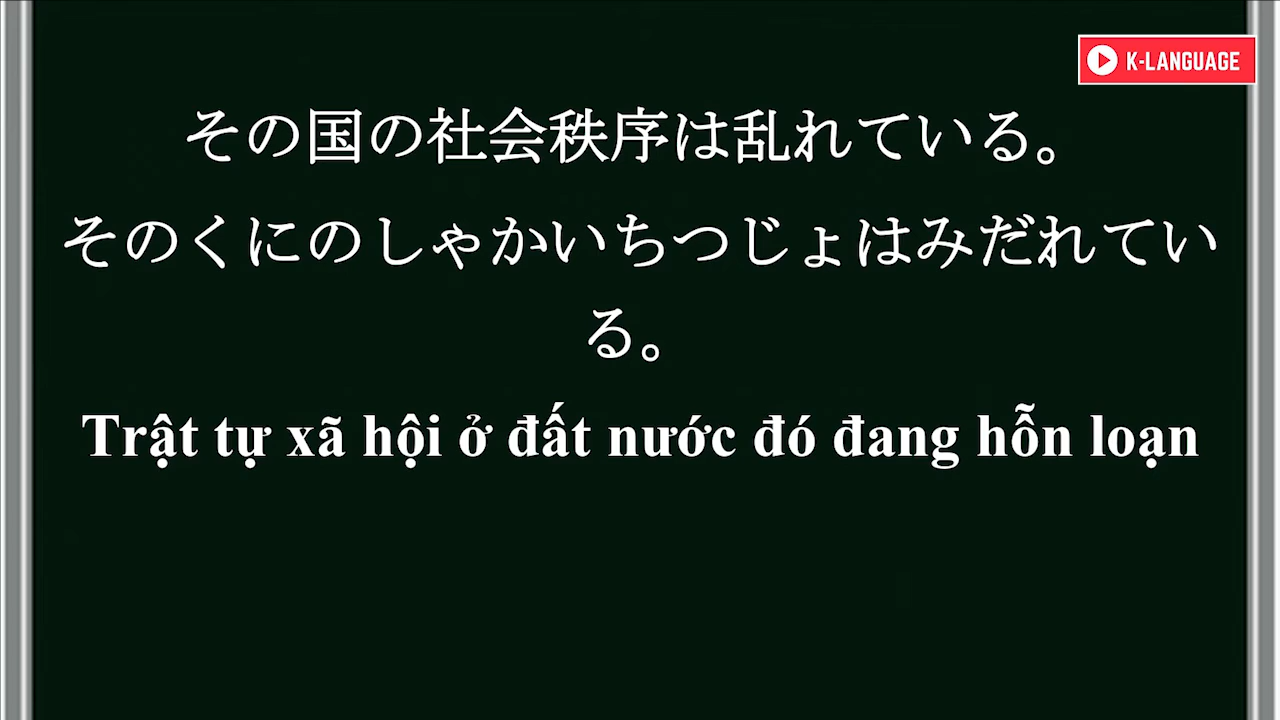 K-LANGUAGE
その国の社会秩序は乱れている。
そのくにのしゃかいちつじょはみだれてい
る。
Trật tự xã hội ở đất nước đó đang hỗn loạn